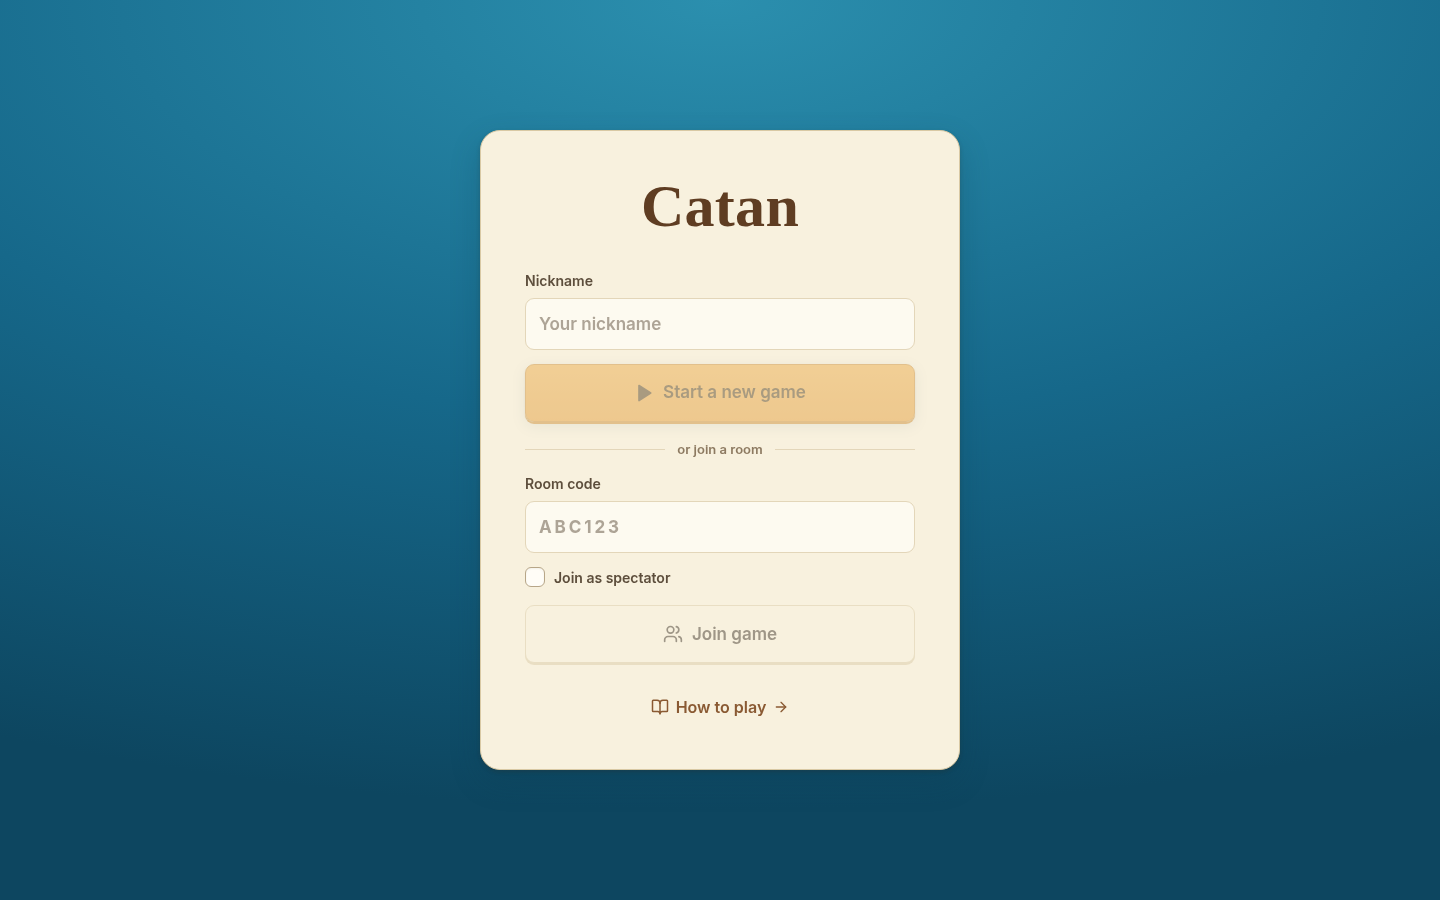 Catan
Nickname
Your nickname
Start a new game
or join a room
Room code
ABC123
Join as spectator
Join game
How to play